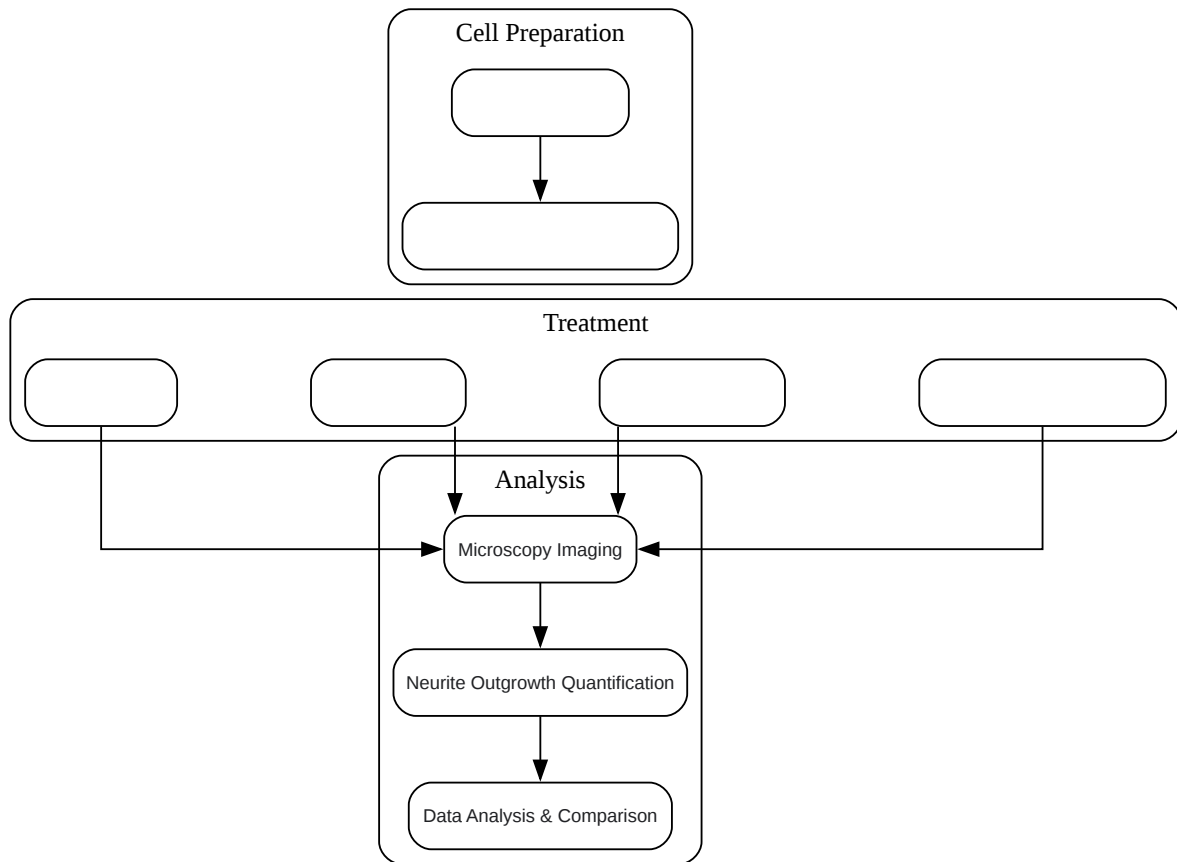 Cell Preparation
Treatment
Analysis
Microscopy Imaging
Neurite Outgrowth Quantification
Data Analysis & Comparison